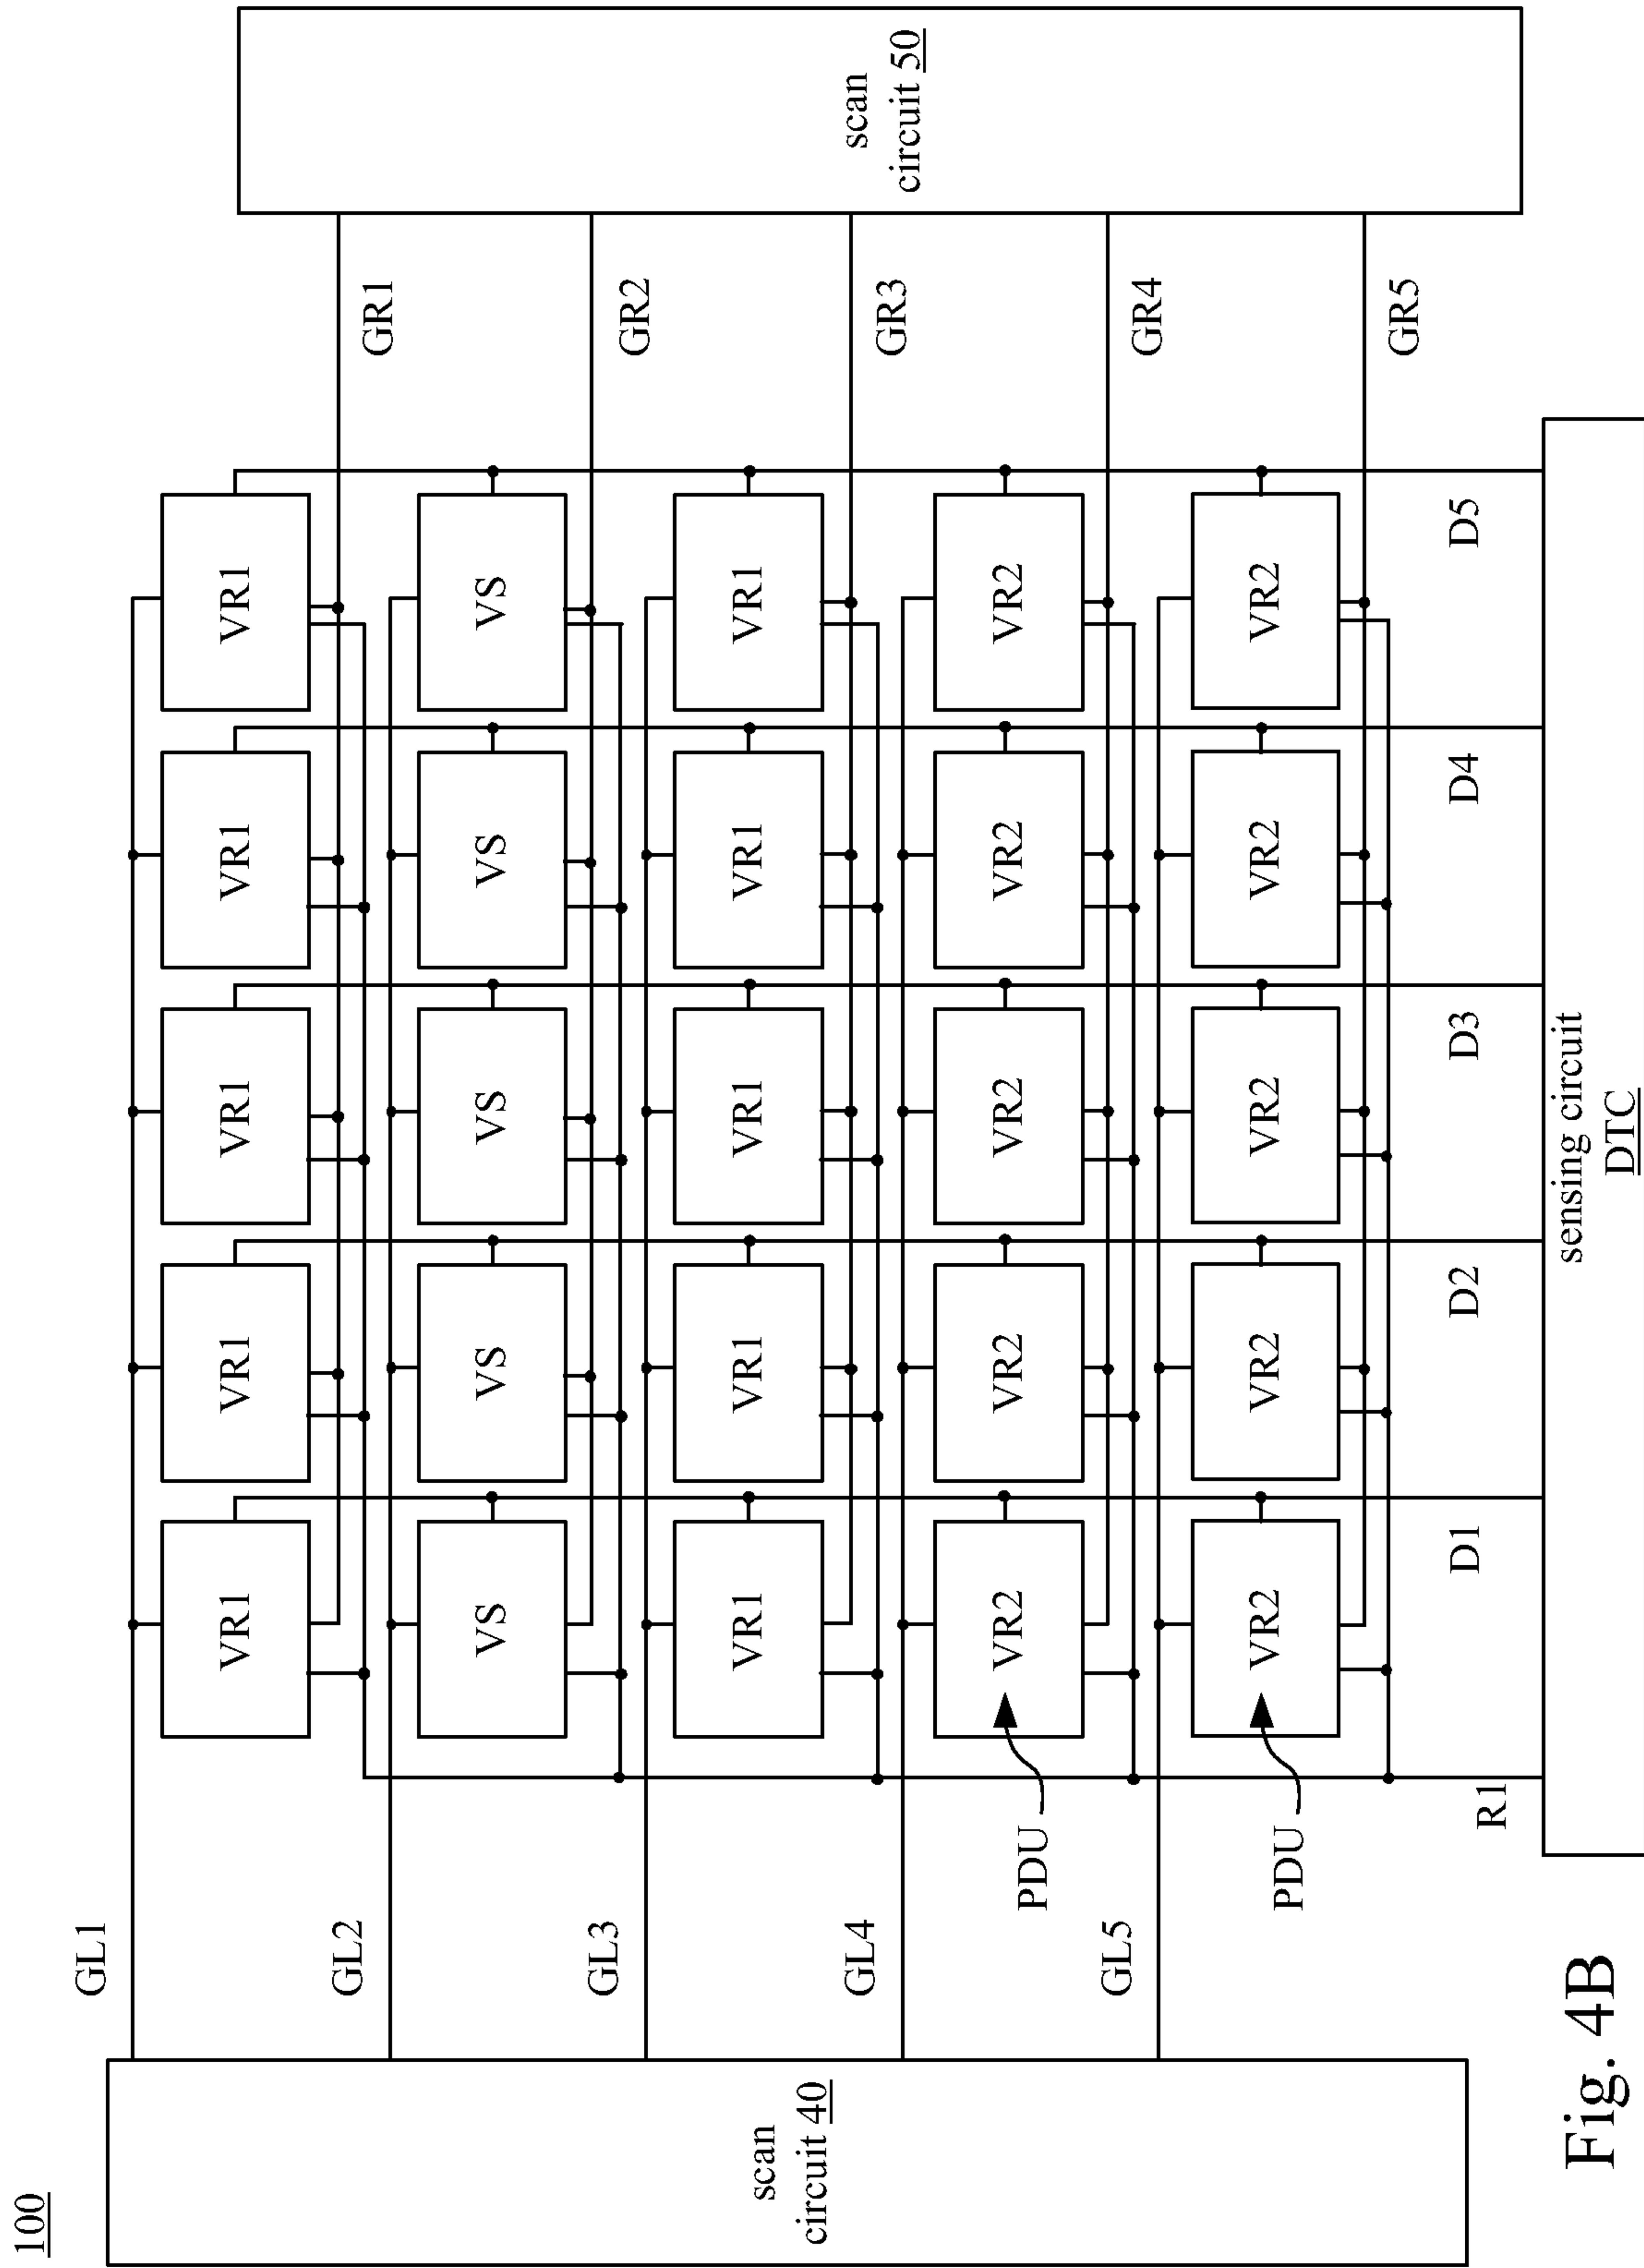 100
scan
circuit 40
scan
circuit 50
GL1
VR1 VR1 VR1 VR1 VR1
GR1
GL2
VS VS VS VS VS
GR2
GL3
VR1 VR1 VR1 VR1 VR1
GR3
GL4
VR2 VR2 VR2 VR2 VR2
GR4
PDU
GL5
VR2 VR2 VR2 VR2 VR2
GR5
PDU
R1 D1 D2 D3 D4 D5
sensing circuit
DTC
Fig. 4B